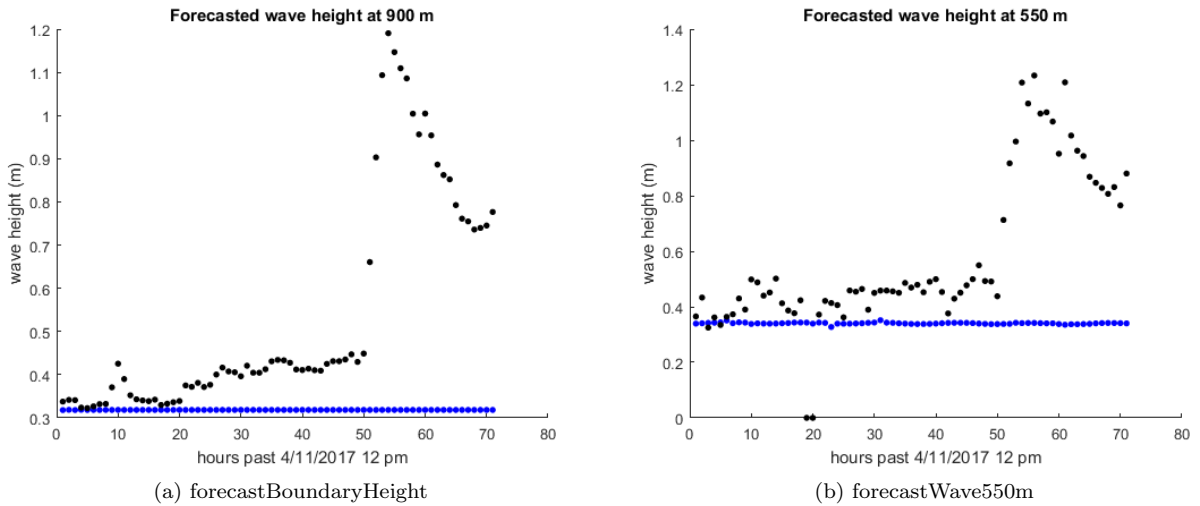 Forecasted wave height at 900 m
1.2
1.1
1
0.9
0.8
0.7
0.6
0.5
0.4
0.3
wave height (m)
0 10 20 30 40 50 60 70 80
hours past 4/11/2017 12 pm
(a) forecastBoundaryHeight
Forecasted wave height at 550 m
1.4
1.2
1
0.8
0.6
0.4
0.2
0
wave height (m)
0 10 20 30 40 50 60 70 80
hours past 4/11/2017 12 pm
(b) forecastWave550m